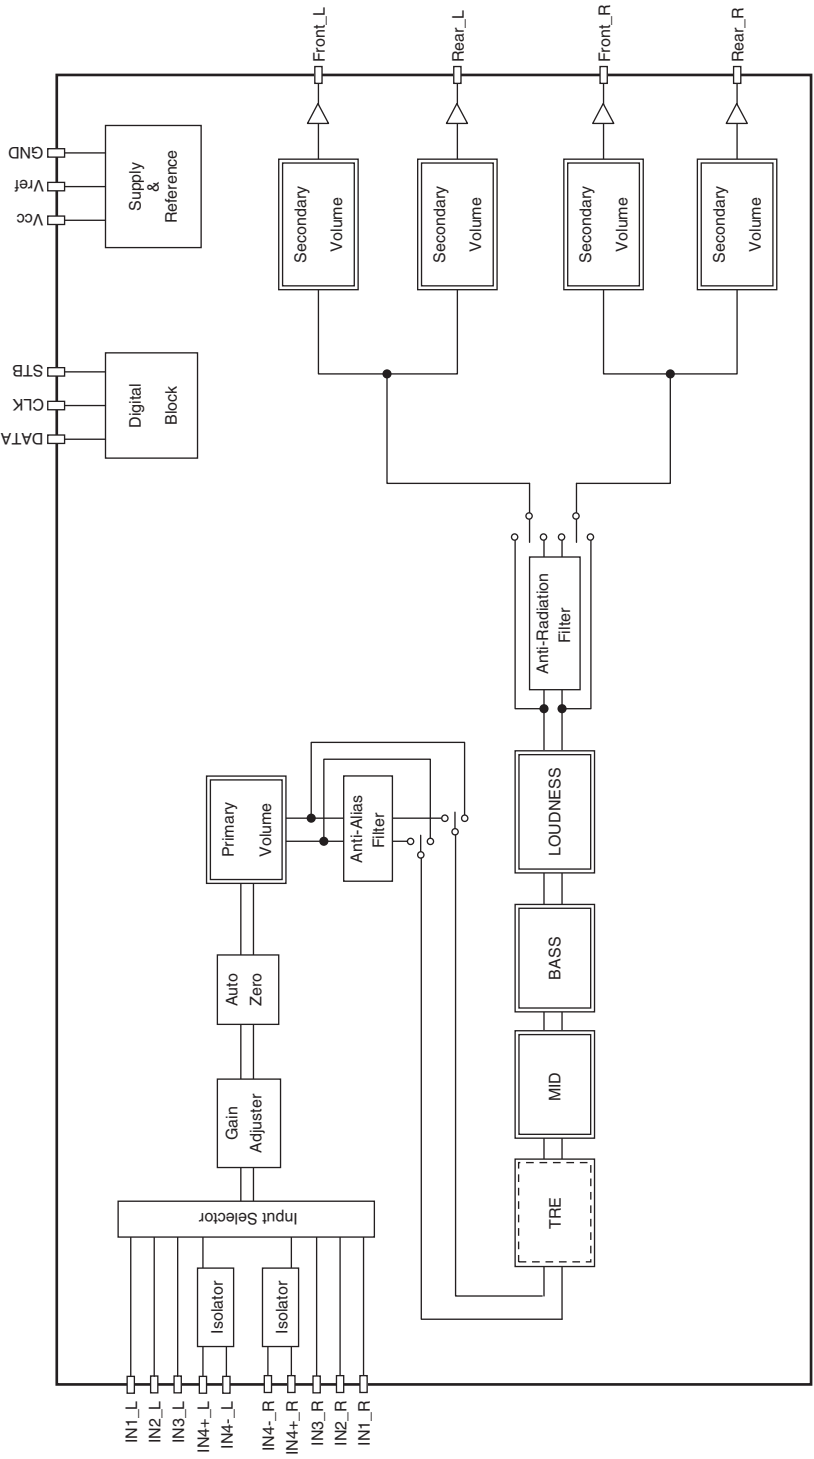 Front_L
Rear_L
Front_R
Rear_R
GND
Vref
Vcc
Supply
&
Reference
Secondary
Volume
Secondary
Volume
Secondary
Volume
Secondary
Volume
STB
CLK
DATA
Digital
Block
Anti-Radiation
Filter
Primary
Volume
Anti-Alias
Filter
LOUDNESS
Auto
Zero
BASS
Gain
Adjuster
MID
TRE
Input Selector
Isolator
Isolator
IN1_L
IN2_L
IN3_L
IN4+_L
IN4-_L
IN4-_R
IN4+_R
IN3_R
IN2_R
IN1_R